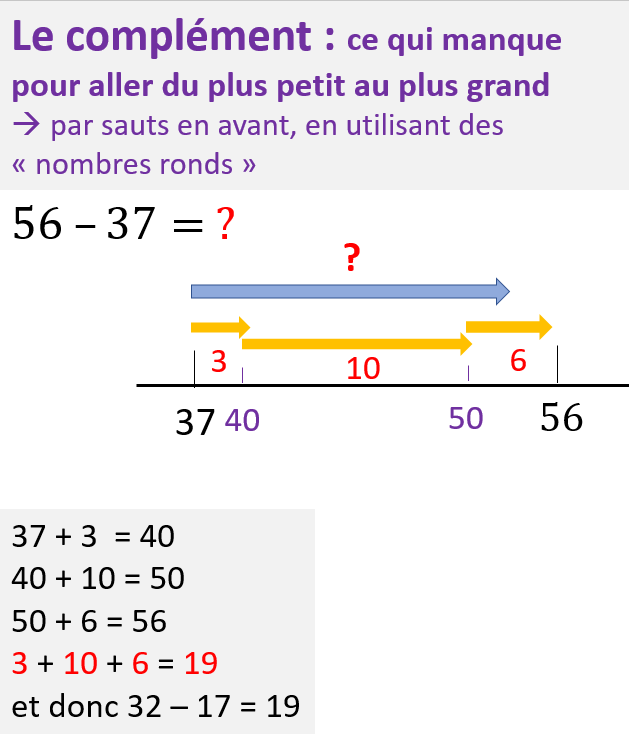 Le complément : ce qui manque
pour aller du plus petit au plus grand
→ par sauts en avant, en utilisant des
« nombres ronds »
56 – 37 = ?
?
3
10
6
37
40
50
56
37 + 3 = 40
40 + 10 = 50
50 + 6 = 56
3 + 10 + 6 = 19
et donc 32 – 17 = 19